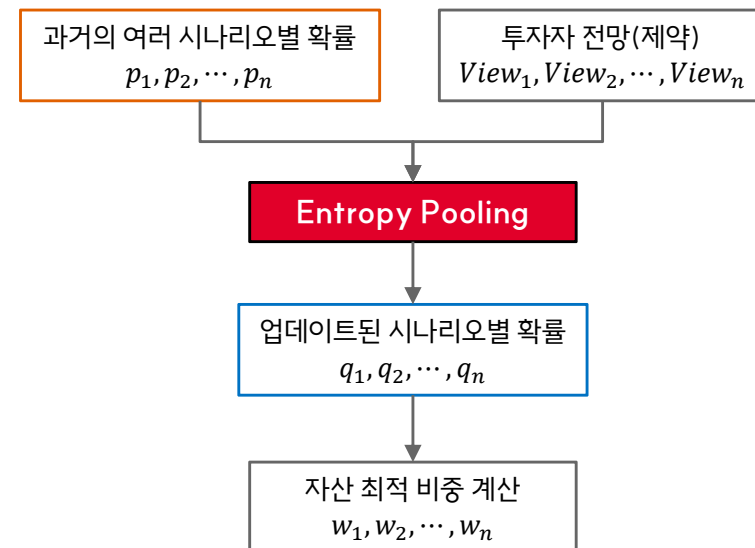 과거의 여러 시나리오별 확률
p₁, p₂, ⋯, pₙ
투자자 전망(제약)
View₁, View₂, ⋯, Viewₙ
Entropy Pooling
업데이트된 시나리오별 확률
q₁, q₂, ⋯, qₙ
자산 최적 비중 계산
w₁, w₂, ⋯, wₙ